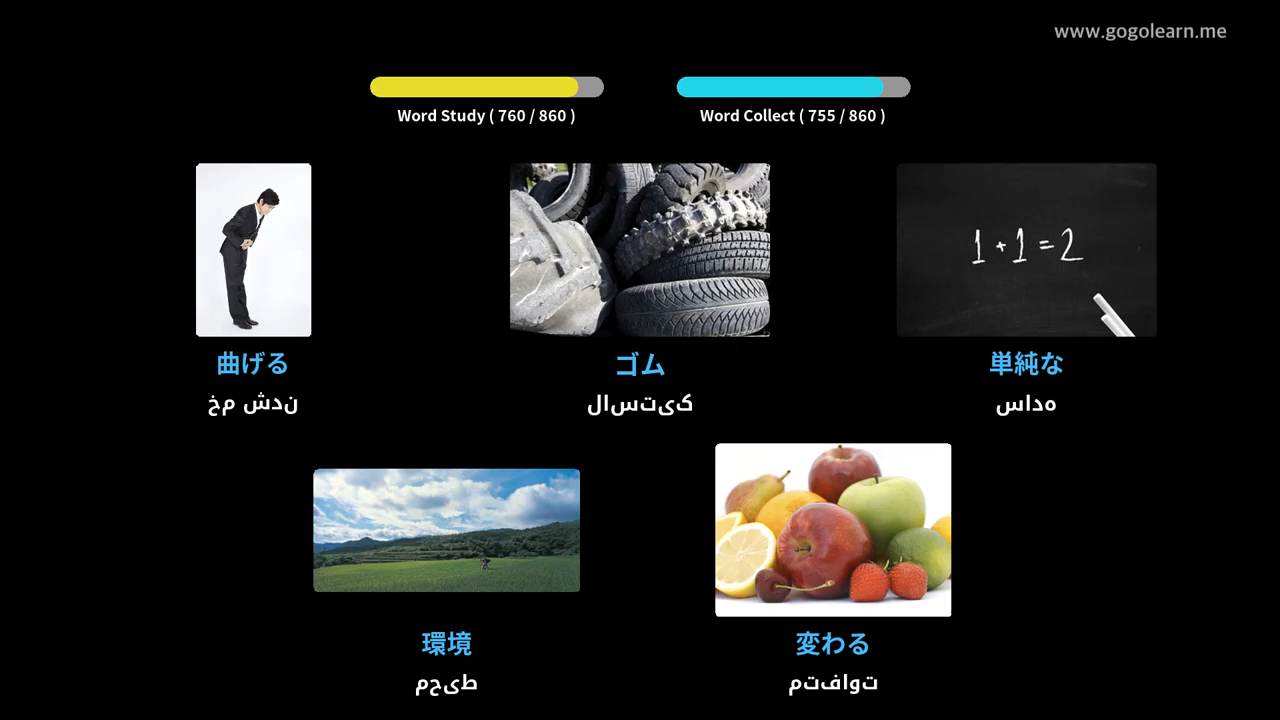 www.gogolearn.me
Word Study ( 760 / 860 )
Word Collect ( 755 / 860 )
曲げる
ゴム
単純な
خم شدن
لاستیک
ساده
環境
変わる
محیط
متفاوت